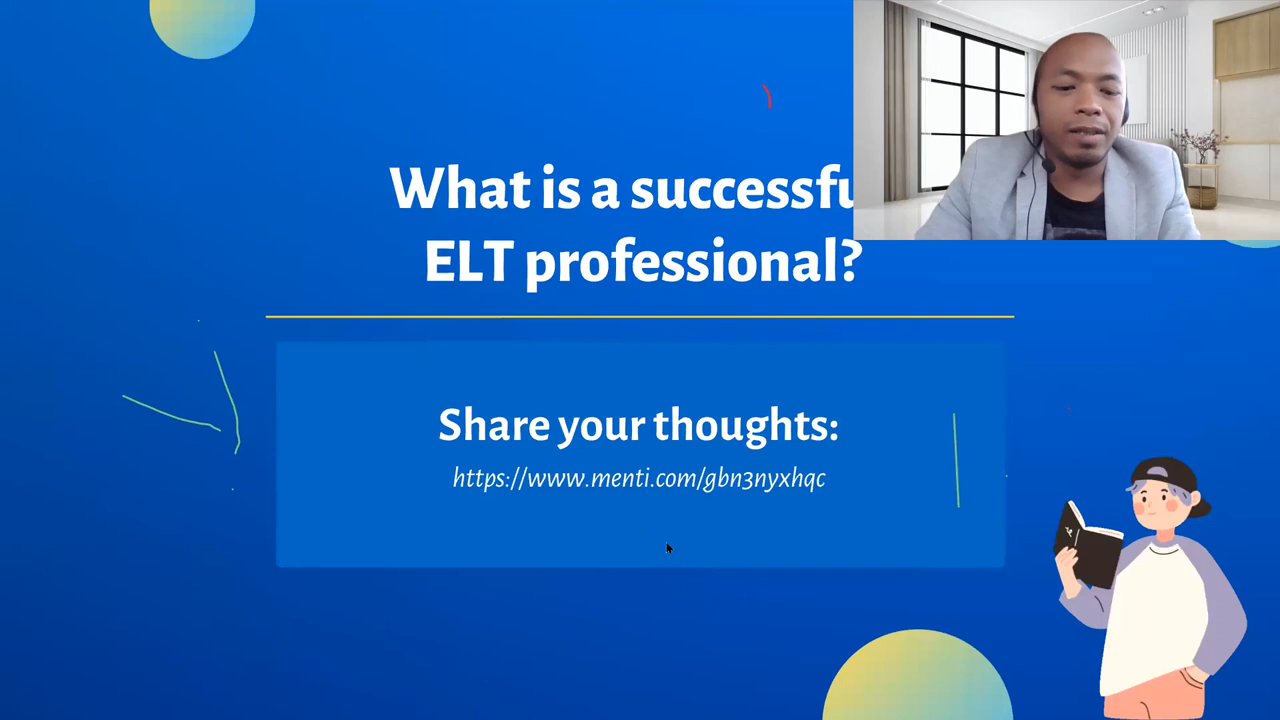 What is a successfu
ELT professional?
Share your thoughts:
https://www.menti.com/gbn3nyxhqc